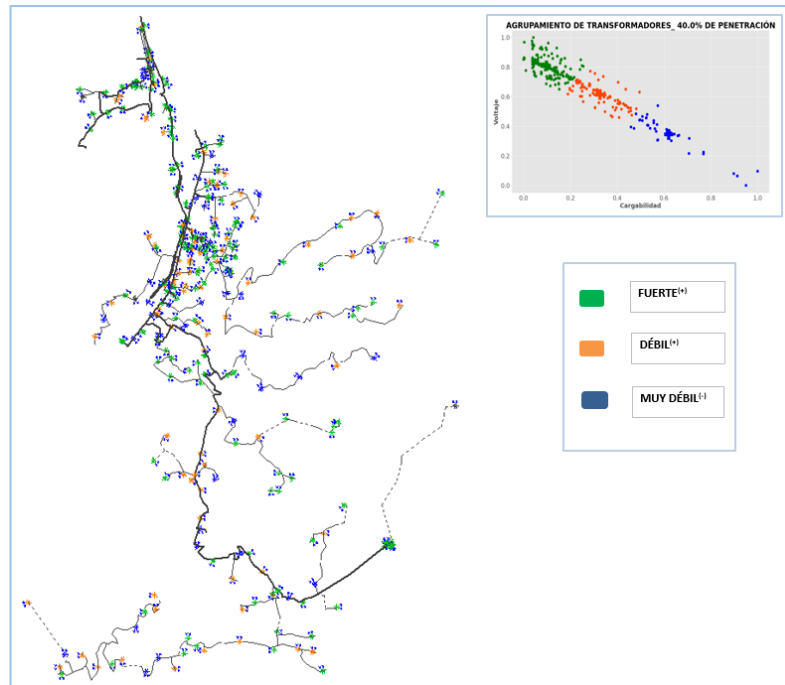 AGRUPAMIENTO DE TRANSFORMADORES_ 40.0% DE PENETRACIÓN
1.0
0.8
0.6
0.4
0.2
0.0
Voltaje
0.0 0.2 0.4 0.6 0.8 1.0
Cargabilidad
FUERTE(+)
DÉBIL(+)
MUY DÉBIL(-)